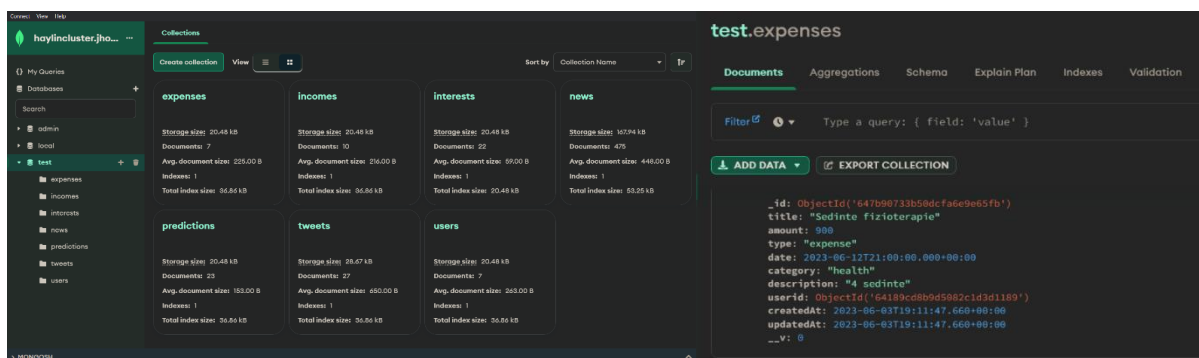 Connect View Help
haylincluster.jho... ...
My Queries
Databases +
Search
admin
local
test +
expenses
incomes
interests
news
predictions
tweets
users
>_MONGOSH
Collections
Create collection View Sort by Collection Name
expenses
Storage size: 20.48 kB
Documents: 7
Avg. document size: 225.00 B
Indexes: 1
Total index size: 36.86 kB
incomes
Storage size: 20.48 kB
Documents: 10
Avg. document size: 216.00 B
Indexes: 1
Total index size: 36.86 kB
interests
Storage size: 20.48 kB
Documents: 22
Avg. document size: 59.00 B
Indexes: 1
Total index size: 20.48 kB
news
Storage size: 167.94 kB
Documents: 475
Avg. document size: 448.00 B
Indexes: 1
Total index size: 53.25 kB
predictions
Storage size: 20.48 kB
Documents: 23
Avg. document size: 153.00 B
Indexes: 1
Total index size: 36.86 kB
tweets
Storage size: 28.67 kB
Documents: 27
Avg. document size: 650.00 B
Indexes: 1
Total index size: 36.86 kB
users
Storage size: 20.48 kB
Documents: 7
Avg. document size: 263.00 B
Indexes: 1
Total index size: 36.86 kB
test.expenses
Documents Aggregations Schema Explain Plan Indexes Validation
Filter Type a query: { field: 'value' }
ADD DATA EXPORT COLLECTION
_id: ObjectId('647b90733b50dcfa6e9e65fb')
title: "Sedinte fizioterapie"
amount: 900
type: "expense"
date: 2023-06-12T21:00:00.000+00:00
category: "health"
description: "4 sedinte"
userid: ObjectId('64189cd8b9d5082c1d3d1189')
createdAt: 2023-06-03T19:11:47.660+00:00
updatedAt: 2023-06-03T19:11:47.660+00:00
__v: 0